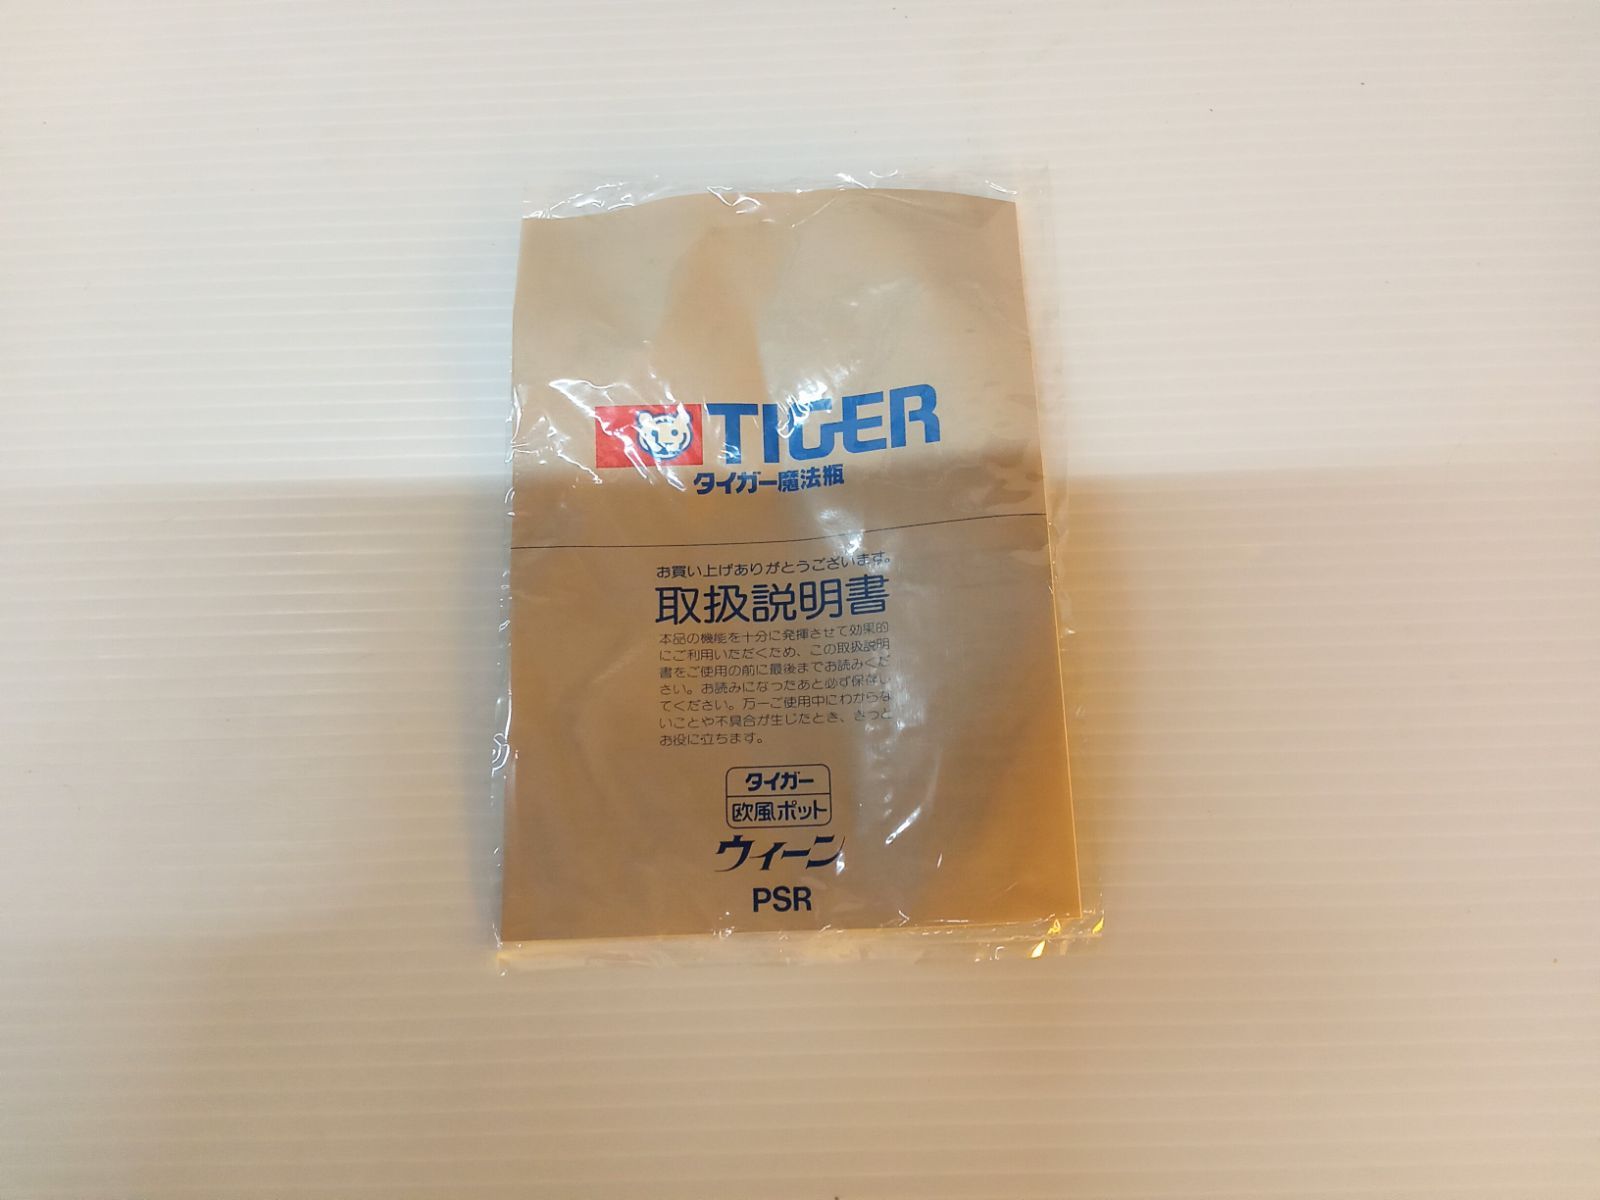 TIGER
タイガー魔法瓶
お買い上げありがとうございます。
取扱説明書
本品の機能を十分に発揮させて効果的
にご利用いただくため、この取扱説明
書をご使用の前に最後までお読みくだ
さい。お読みになったあと必ず保存し
てください。万一ご使用中にわからな
いことや不具合が生じたとき、きっと
お役に立ちます。
タイガー
欧風ポット
ウィーン
PSR